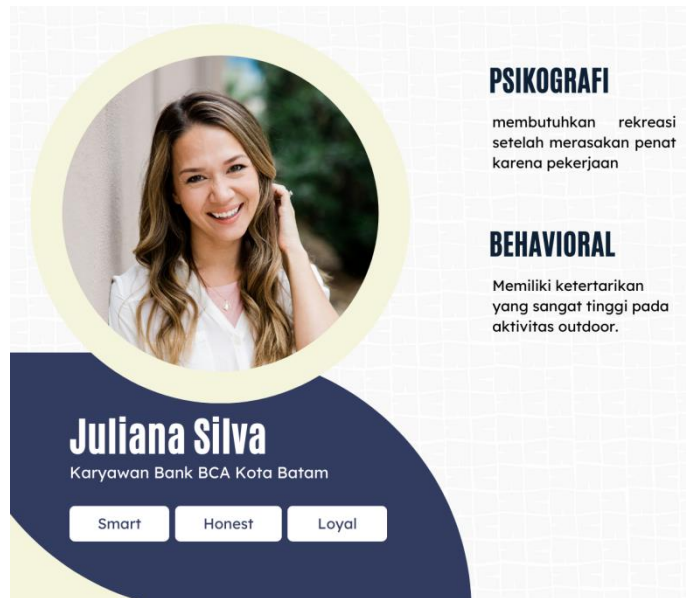 PSIKOGRAFI
membutuhkan rekreasi
setelah merasakan penat
karena pekerjaan
BEHAVIORAL
Memiliki ketertarikan
yang sangat tinggi pada
aktivitas outdoor.
Juliana Silva
Karyawan Bank BCA Kota Batam
Smart
Honest
Loyal